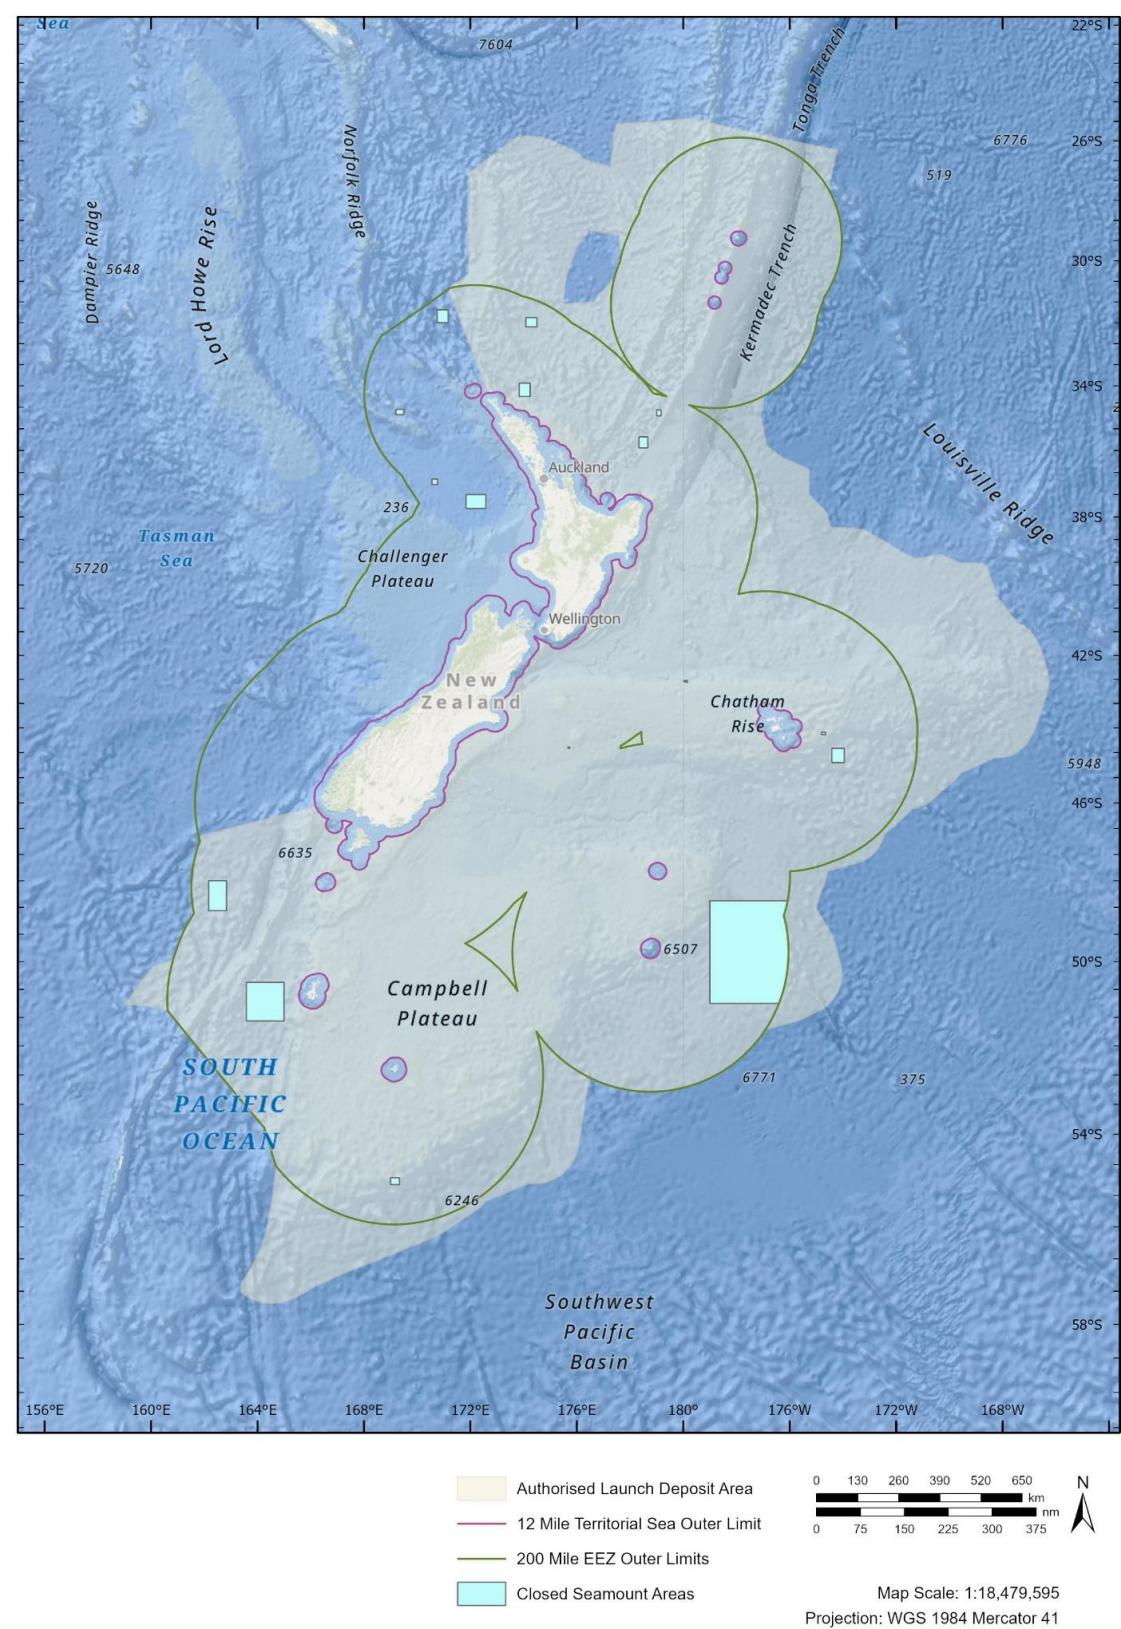 Sea
7604
22°S
Tonga Trench
Norfolk Ridge
6776
26°S
519
Dampier Ridge
5648
Lord Howe Rise
Kermadec Trench
30°S
34°S
Louisville Ridge
Auckland
236
38°S
Tasman
Sea
Challenger
Plateau
5720
Wellington
42°S
New
Zealand
Chatham
Rise
5948
46°S
6635
6507
50°S
Campbell
Plateau
SOUTH
PACIFIC
OCEAN
6771
375
54°S
6246
Southwest
Pacific
Basin
58°S
156°E 160°E 164°E 168°E 172°E 176°E 180° 176°W 172°W 168°W
Authorised Launch Deposit Area
12 Mile Territorial Sea Outer Limit
200 Mile EEZ Outer Limits
Closed Seamount Areas
0 130 260 390 520 650
km
nm
0 75 150 225 300 375
N
Map Scale: 1:18,479,595
Projection: WGS 1984 Mercator 41